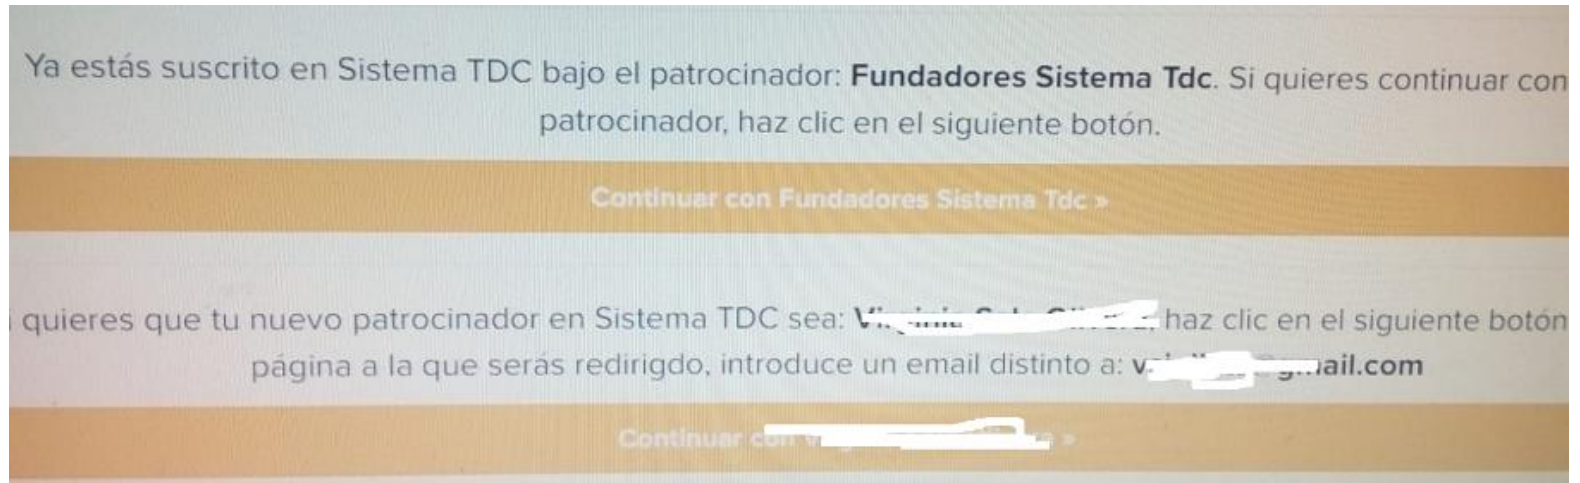 Ya estás suscrito en Sistema TDC bajo el patrocinador: Fundadores Sistema Tdc. Si quieres continuar con
patrocinador, haz clic en el siguiente botón.
Continuar con Fundadores Sistema Tdc »
quieres que tu nuevo patrocinador en Sistema TDC sea: haz clic en el siguiente botón
página a la que serás redirigdo, introduce un email distinto a: ail.com
Continuar »